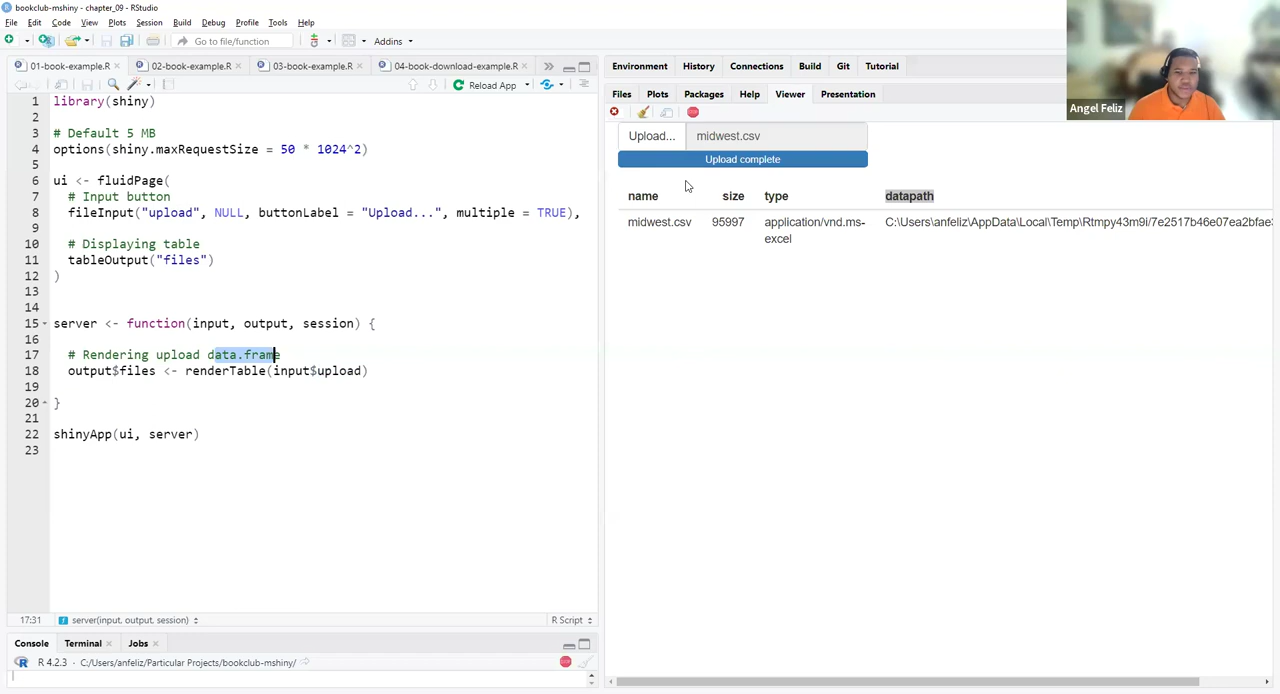 bookclub-mshiny - chapter_09 - RStudio
File Edit Code View Plots Session Build Debug Profile Tools Help
Go to file/function Addins
01-book-example.R 02-book-example.R 03-book-example.R 04-book-download-example.R
Reload App
1 library(shiny)
2
3 # Default 5 MB
4 options(shiny.maxRequestSize = 50 * 1024^2)
5
6 ui <- fluidPage(
7 # Input button
8 fileInput("upload", NULL, buttonLabel = "Upload...", multiple = TRUE),
9
10 # Displaying table
11 tableOutput("files")
12 )
13
14
15 server <- function(input, output, session) {
16
17 # Rendering upload data.frame
18 output$files <- renderTable(input$upload)
19
20 }
21
22 shinyApp(ui, server)
23
17:31 server(input, output, session) R Script
Console Terminal Jobs
R 4.2.3 · C:/Users/anfeliz/Particular Projects/bookclub-mshiny/
Environment History Connections Build Git Tutorial
Files Plots Packages Help Viewer Presentation
Upload... midwest.csv
Upload complete
name size type datapath
midwest.csv 95997 application/vnd.ms-excel C:\Users\anfeliz\AppData\Local\Temp\Rtmpy43m9i/7e2517b46e07ea2bfae
Angel Feliz